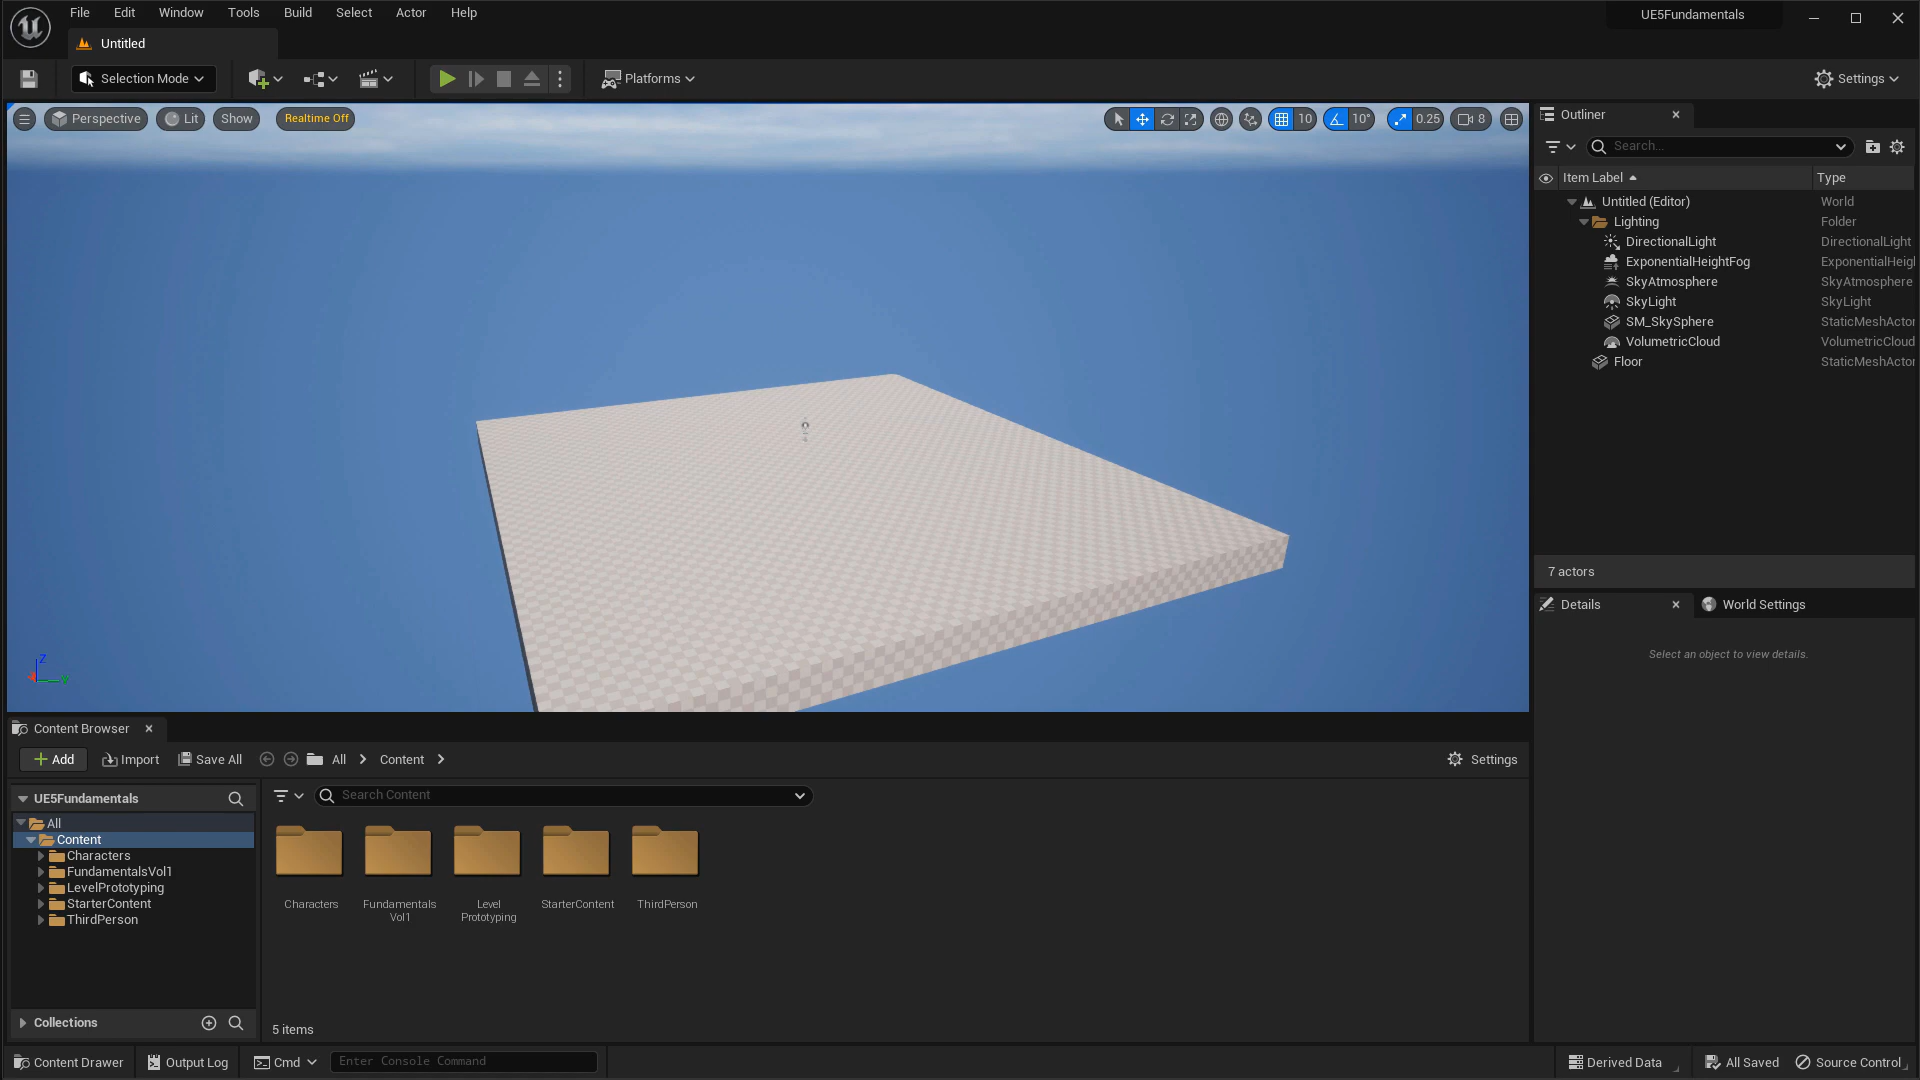 File Edit Window Tools Build Select Actor Help
UE5Fundamentals
Untitled
Selection Mode
Platforms
Settings
Perspective Lit Show Realtime Off
10 10° 0.25 8
Outliner
Search...
Item Label Type
Untitled (Editor) World
Lighting Folder
DirectionalLight DirectionalLight
ExponentialHeightFog ExponentialHeigl
SkyAtmosphere SkyAtmosphere
SkyLight SkyLight
SM_SkySphere StaticMeshActor
VolumetricCloud VolumetricCloud
Floor StaticMeshActor
7 actors
Details World Settings
Select an object to view details.
Z
Y
Content Browser
Add Import Save All All Content
Settings
UE5Fundamentals
Search Content
All
Content
Characters
FundamentalsVol1
LevelPrototyping
StarterContent
ThirdPerson
Characters Fundamentals Level StarterContent ThirdPerson
Vol1 Prototyping
Collections
5 items
Content Drawer Output Log Cmd Enter Console Command
Derived Data All Saved Source Control